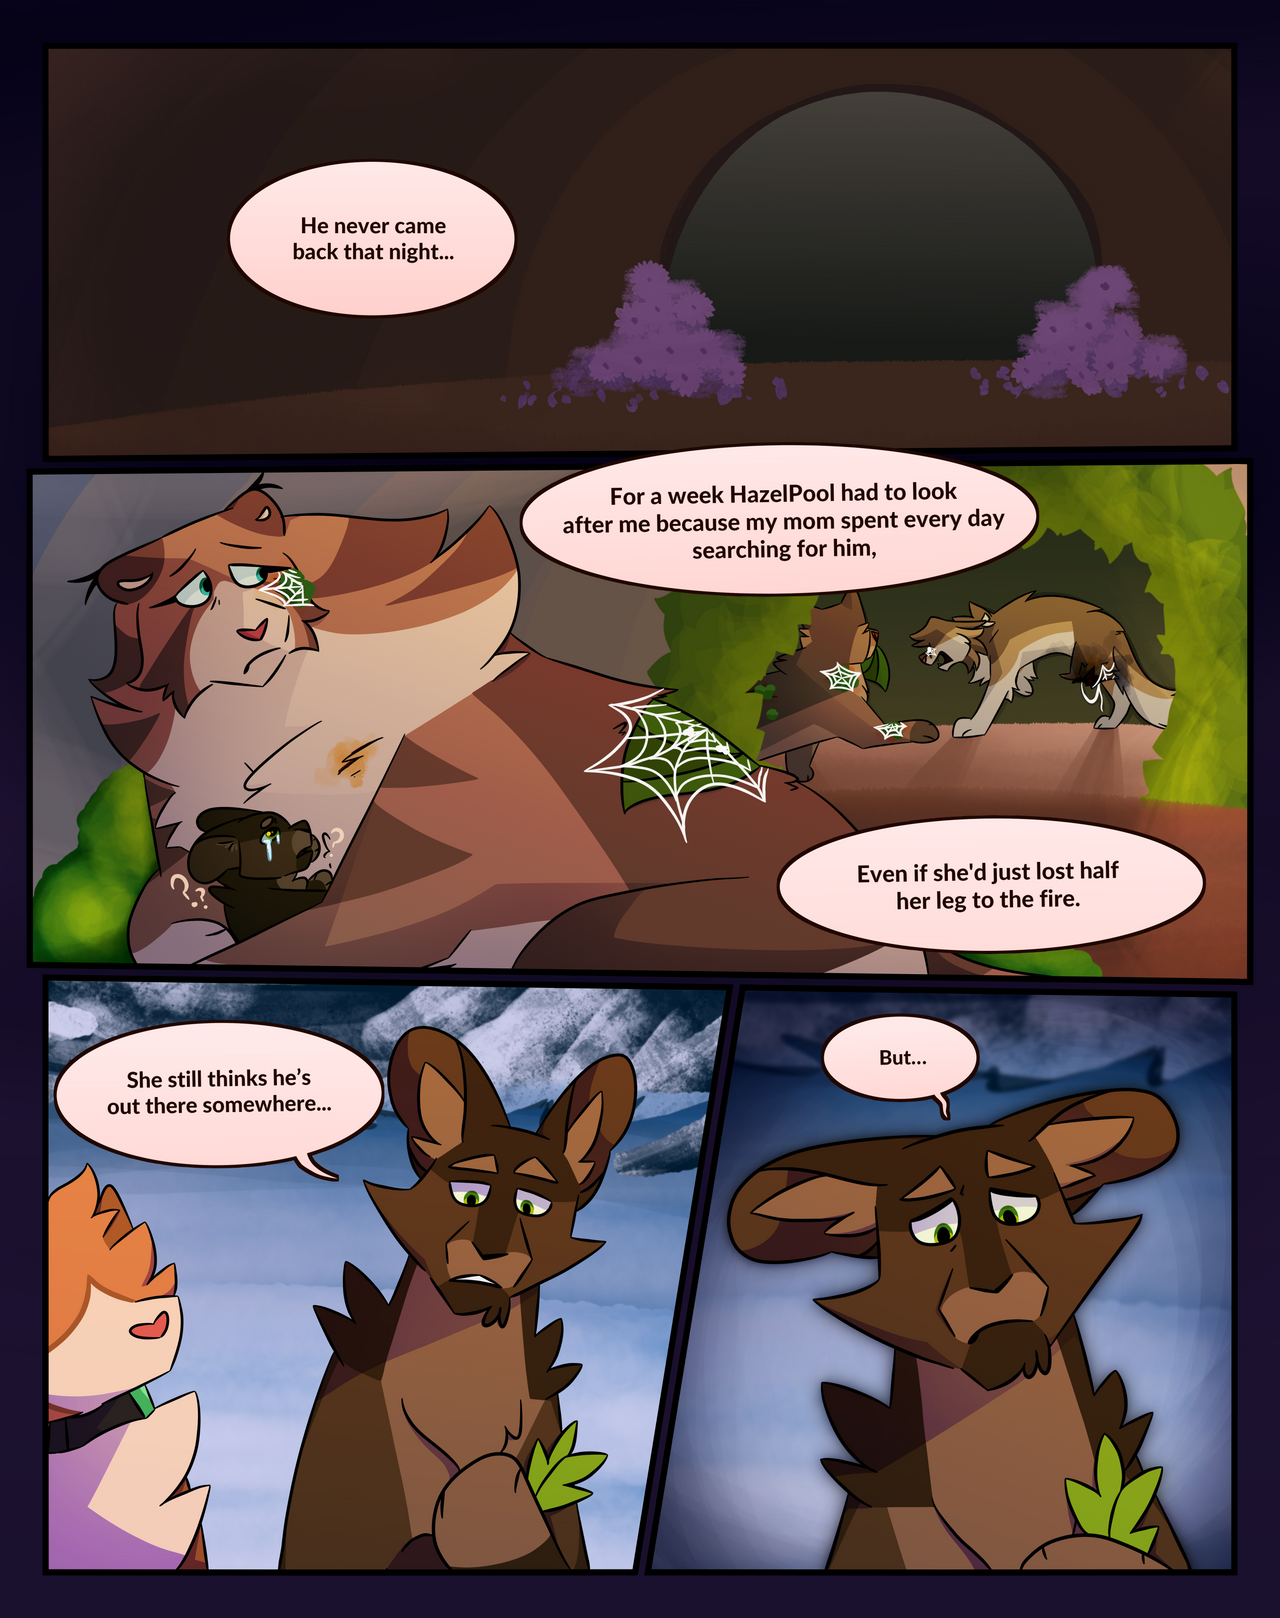 He never came
back that night...
For a week HazelPool had to look
after me because my mom spent every day
searching for him,
? ?
? ?
Even if she'd just lost half
her leg to the fire.
She still thinks he’s
out there somewhere...
But...